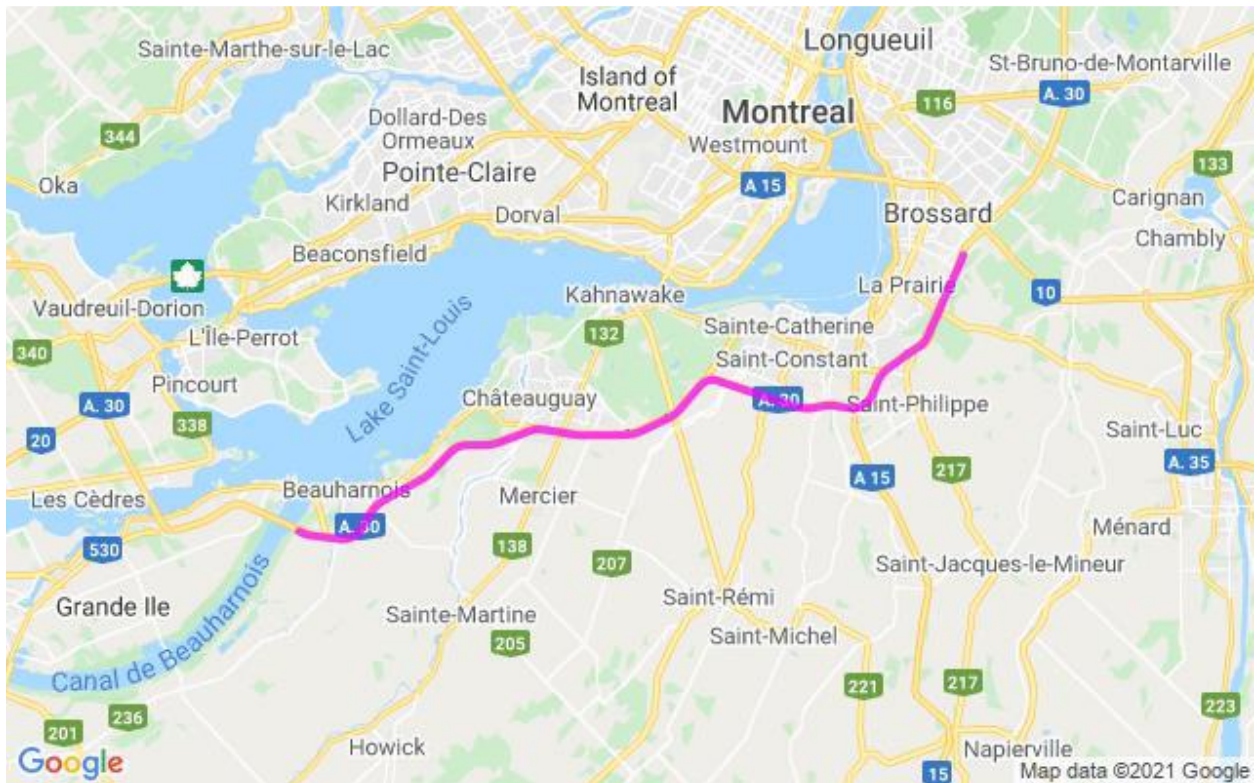 Sainte-Marthe-sur-le-Lac
Longueuil
St-Bruno-de-Montarville
Island of
Montreal
A. 30
116
Montreal
344
Dollard-Des
Ormeaux
Westmount
133
Pointe-Claire
A 15
Oka
Kirkland
Dorval
Brossard
Carignan
Chambly
Beaconsfield
Vaudreuil-Dorion
Kahnawake
La Prairie
10
L'Île-Perrot
132
Sainte-Catherine
340
Lake Saint-Louis
Saint-Constant
Pincourt
Châteauguay
A. 30
A. 30
Saint-Philippe
338
20
Saint-Luc
217
A. 35
A 15
Les Cèdres
Beauharnois
Mercier
A. 30
Ménard
530
138
207
Saint-Jacques-le-Mineur
Grande Ile
Saint-Rémi
Sainte-Martine
205
Saint-Michel
Canal de Beauharnois
221
217
236
223
201
Howick
Napierville
Google
15
Map data ©2021 Google